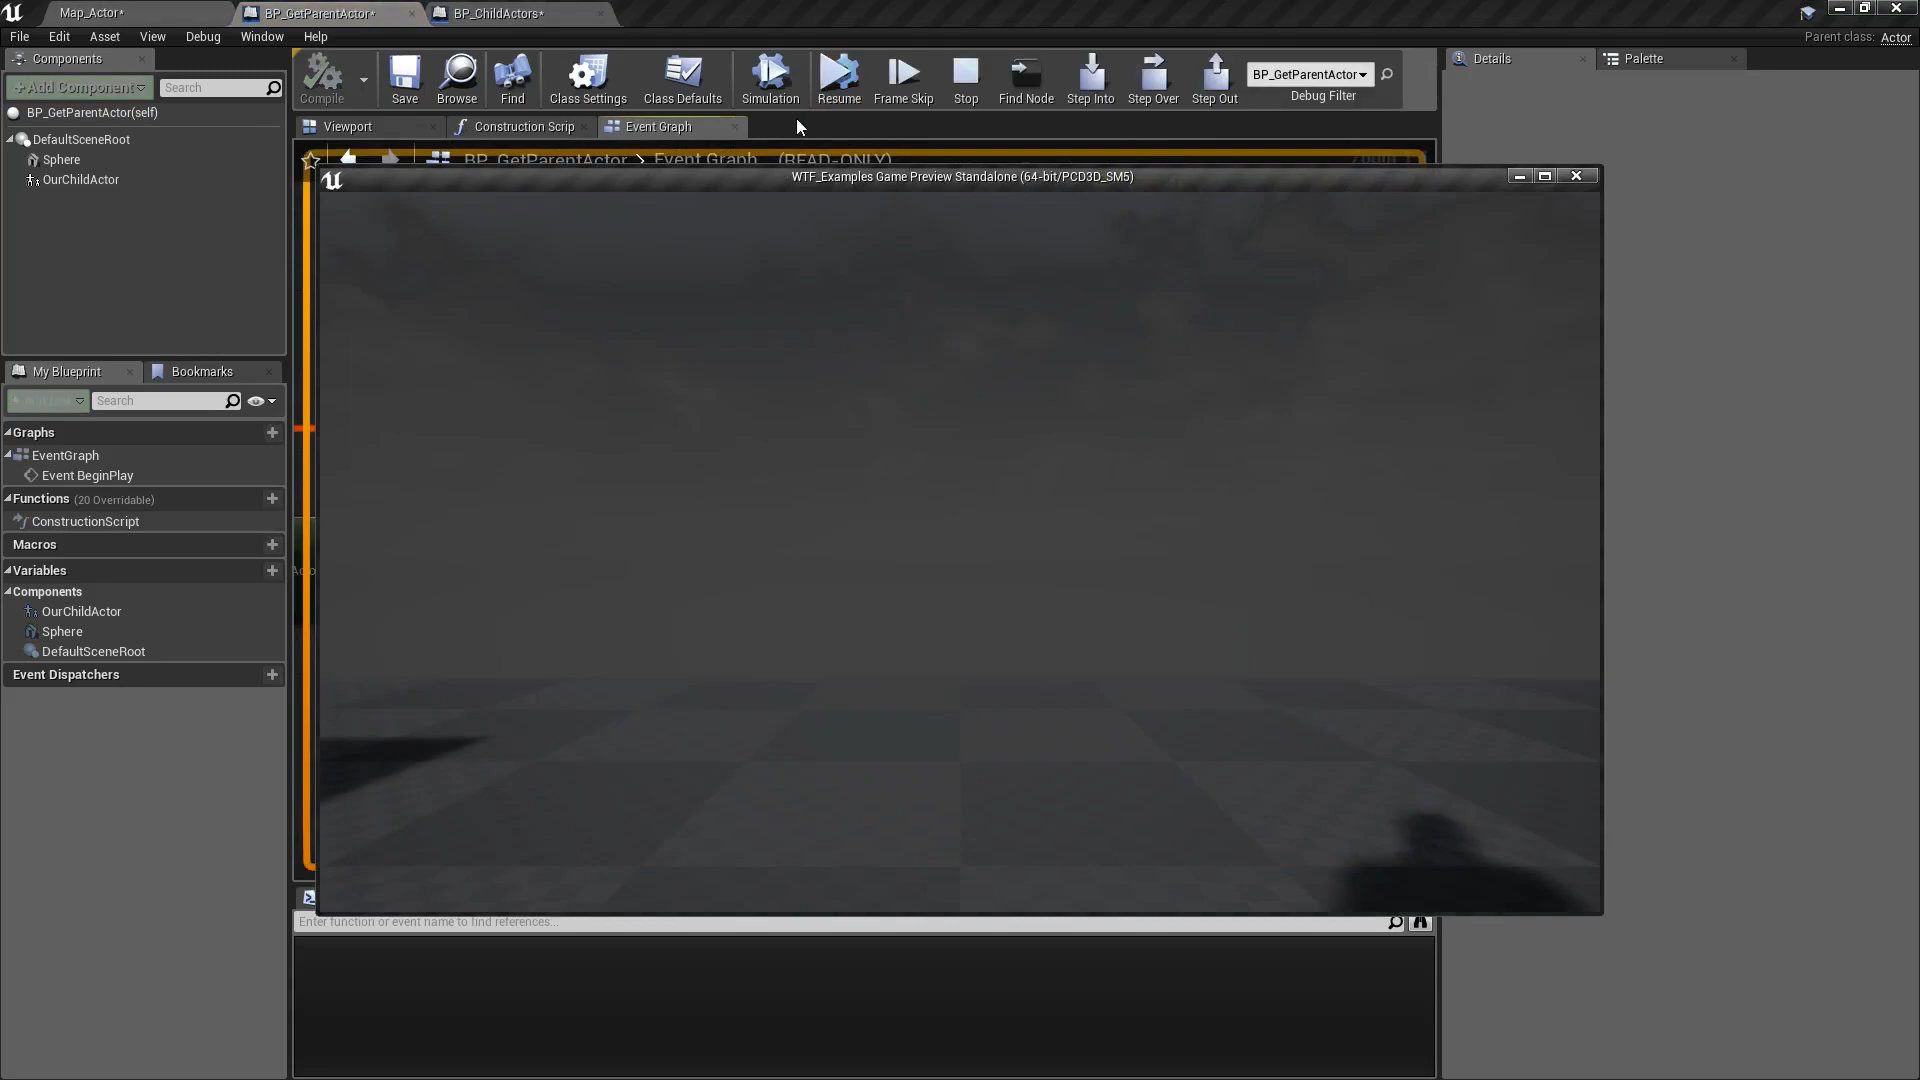 Map_Actor*
BP_GetParentActor*
BP_ChildActors*
File Edit Asset View Debug Window Help
Parent class: Actor
Components
+Add Component
Search
BP_GetParentActor(self)
DefaultSceneRoot
Sphere
OurChildActor
Compile
Save
Browse
Find
Class Settings
Class Defaults
Simulation
Resume
Frame Skip
Stop
Find Node
Step Into
Step Over
Step Out
BP_GetParentActor
Debug Filter
Details
Palette
Viewport
Construction Scrip
Event Graph
BP_GetParentActor > Event Graph (READ-ONLY)
WTF_Examples Game Preview Standalone (64-bit/PCD3D_SM5)
My Blueprint
Bookmarks
Search
Graphs
EventGraph
Event BeginPlay
Functions (20 Overridable)
ConstructionScript
Macros
Variables
Components
OurChildActor
Sphere
DefaultSceneRoot
Event Dispatchers
Enter function or event name to find references...